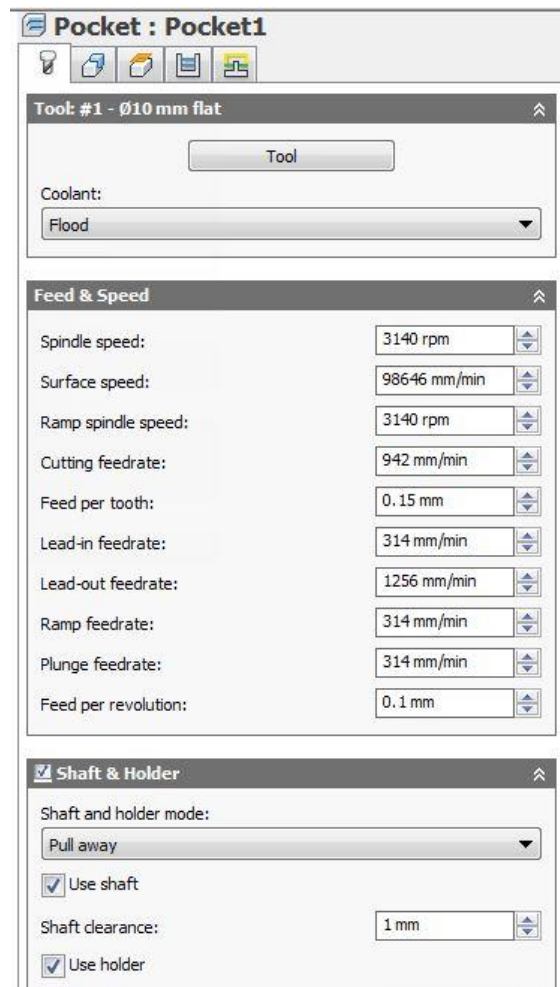 Pocket : Pocket1
Tool: #1 - Ø10 mm flat
Tool
Coolant:
Flood
Feed & Speed
Spindle speed: 3140 rpm
Surface speed: 98646 mm/min
Ramp spindle speed: 3140 rpm
Cutting feedrate: 942 mm/min
Feed per tooth: 0.15 mm
Lead-in feedrate: 314 mm/min
Lead-out feedrate: 1256 mm/min
Ramp feedrate: 314 mm/min
Plunge feedrate: 314 mm/min
Feed per revolution: 0.1 mm
Shaft & Holder
Shaft and holder mode:
Pull away
Use shaft
Shaft clearance: 1 mm
Use holder